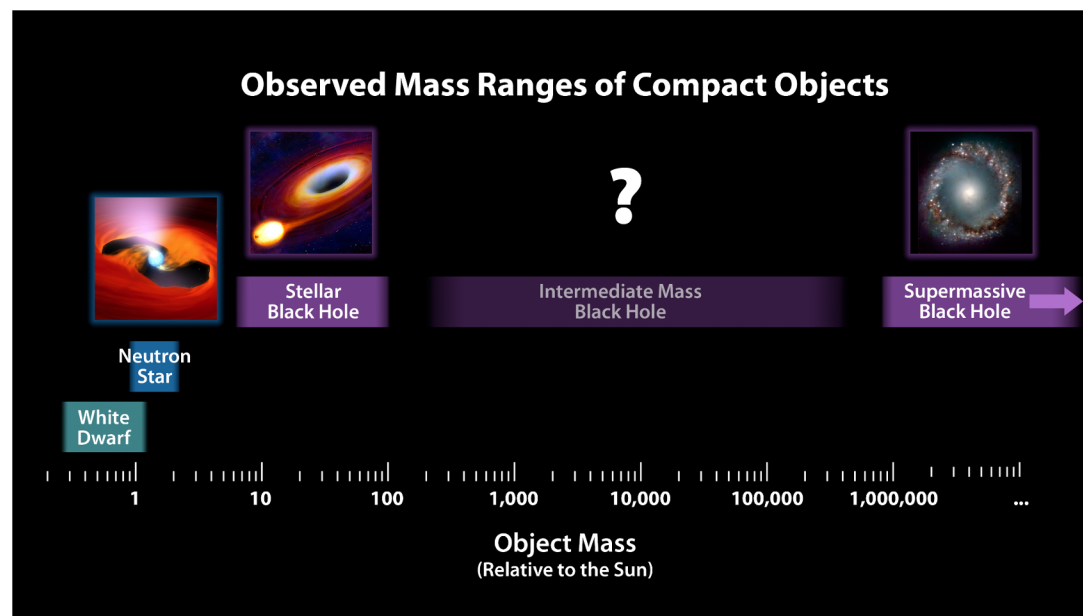 Observed Mass Ranges of Compact Objects
?
Stellar
Black Hole
Intermediate Mass
Black Hole
Supermassive
Black Hole
Neutron
Star
White
Dwarf
1 10 100 1,000 10,000 100,000 1,000,000 ...
Object Mass
(Relative to the Sun)